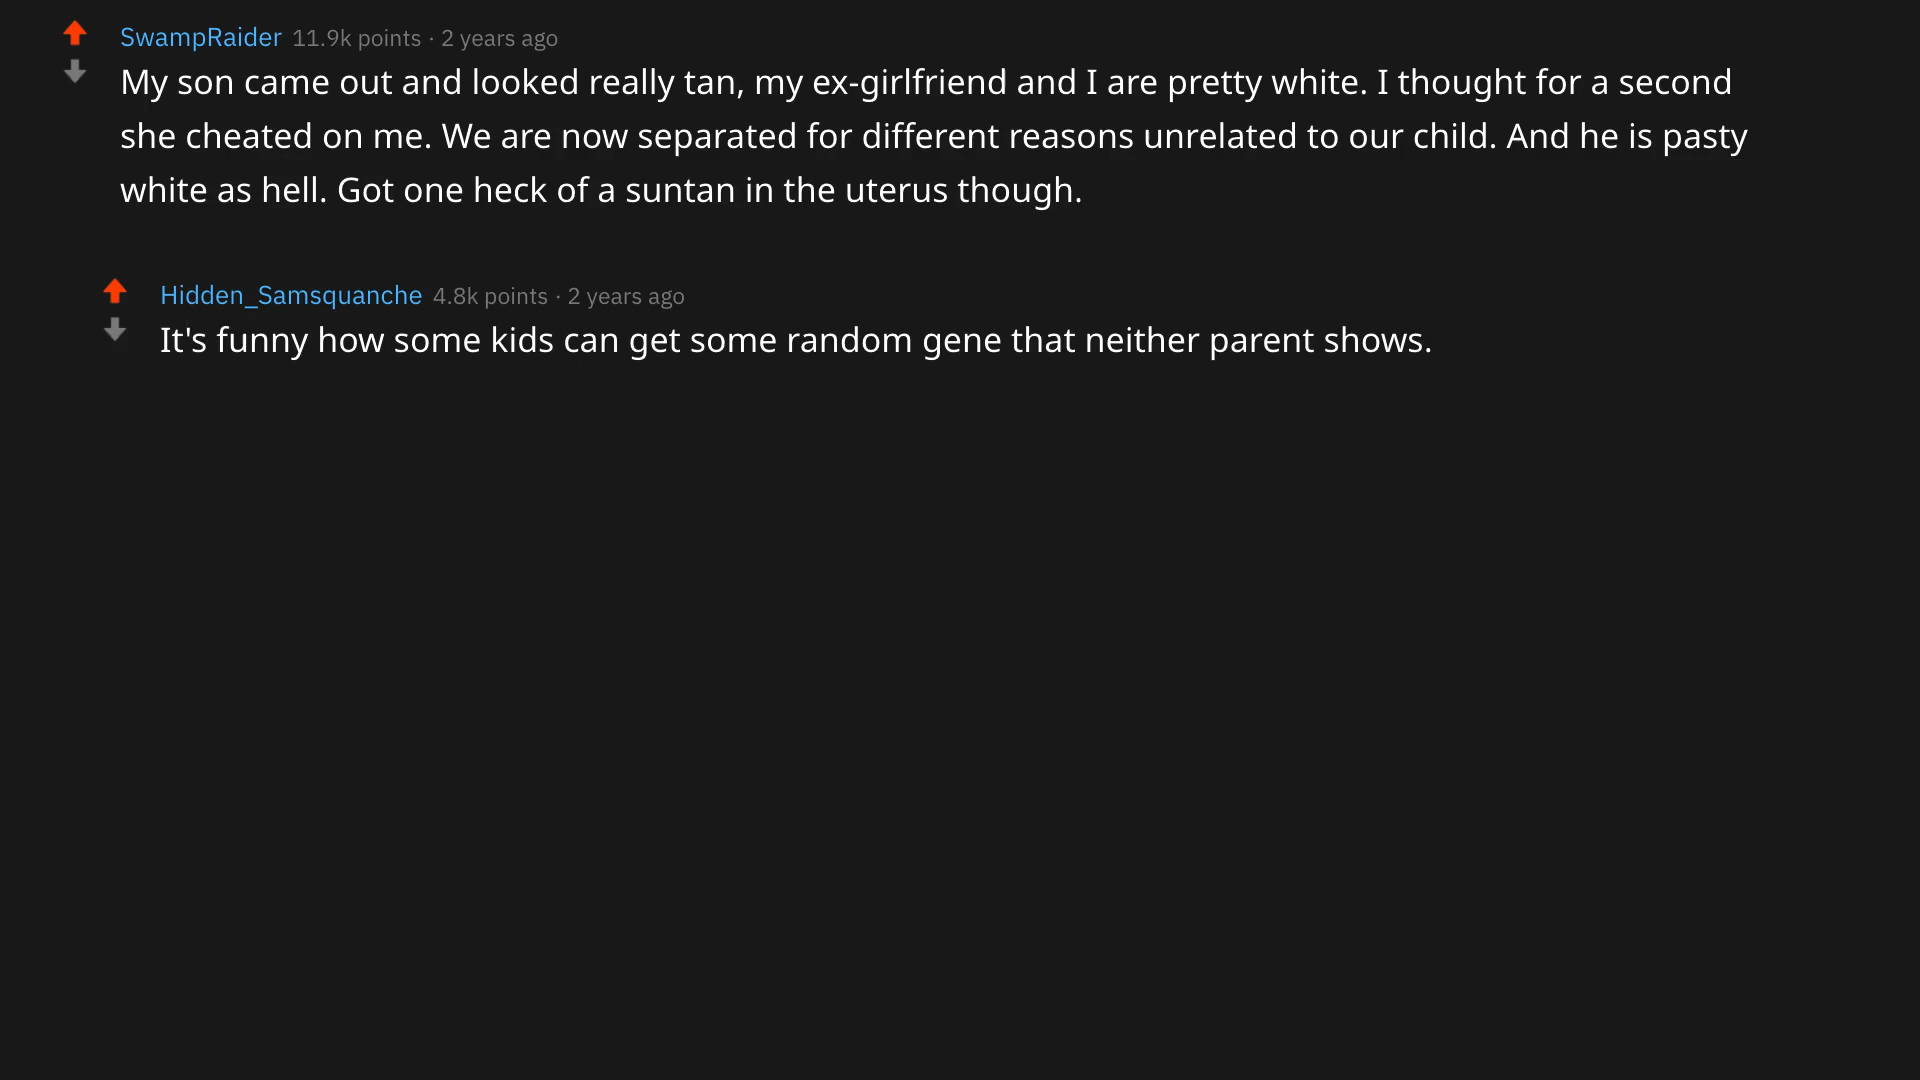 SwampRaider 11.9k points · 2 years ago
My son came out and looked really tan, my ex-girlfriend and I are pretty white. I thought for a second
she cheated on me. We are now separated for different reasons unrelated to our child. And he is pasty
white as hell. Got one heck of a suntan in the uterus though.
Hidden_Samsquanche 4.8k points · 2 years ago
It's funny how some kids can get some random gene that neither parent shows.